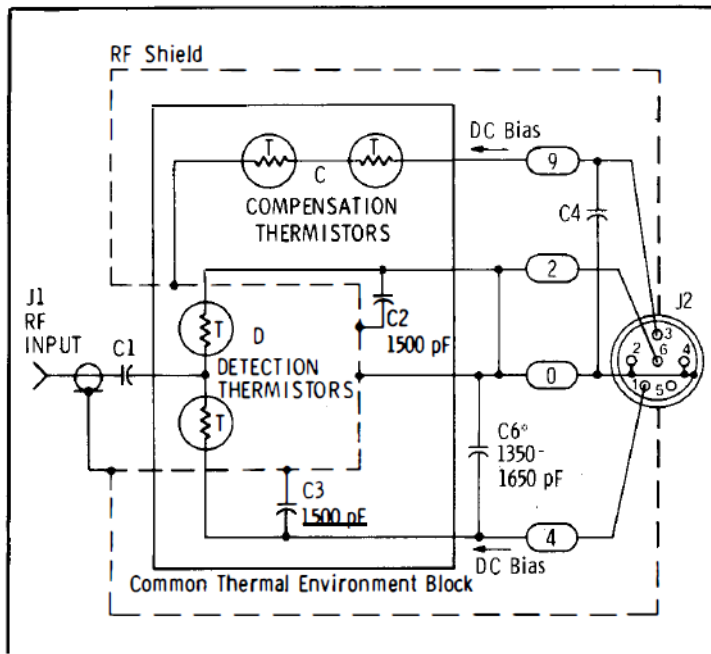 RF Shield
DC Bias
T
T
9
C
COMPENSATION
THERMISTORS
C4
2
J2
J1
RF
INPUT
C1
T
D
C2
1500 pF
DETECTION
THERMISTORS
T
0
3
2
6
4
1
5
C6*
1350-
1650 pF
C3
1500 pF
4
DC Bias
Common Thermal Environment Block